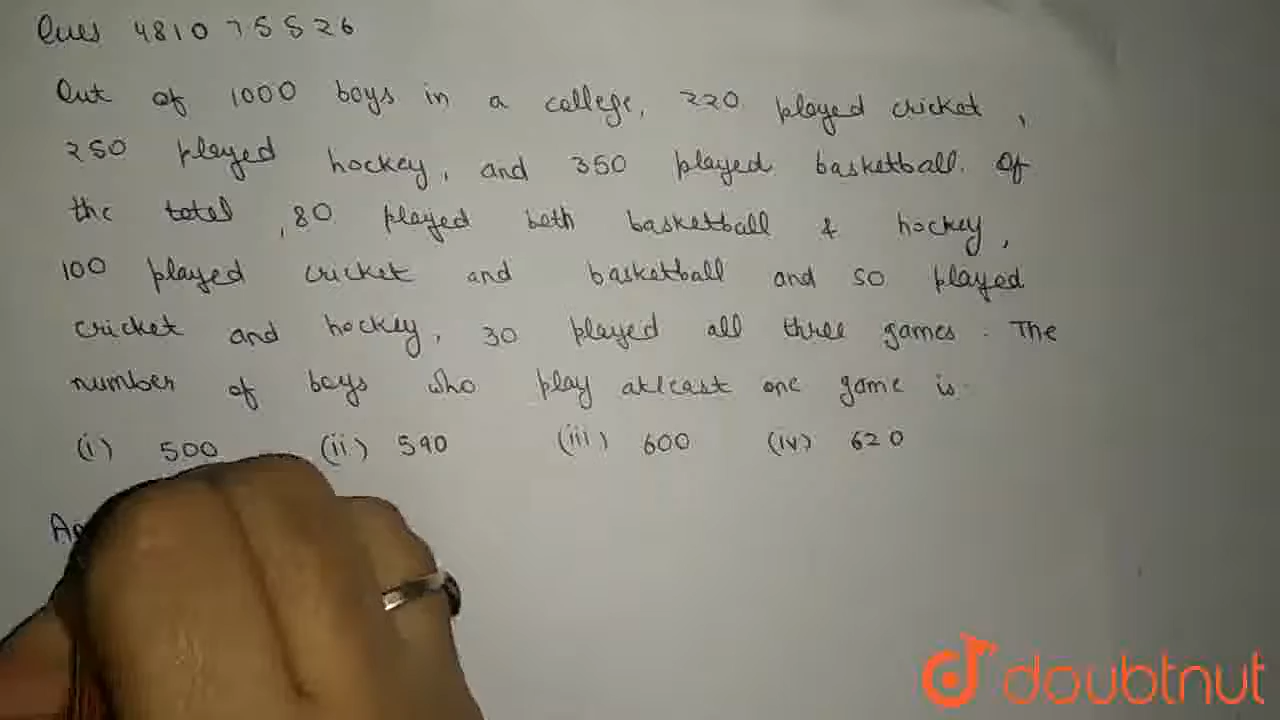 Ques 481075526
Out of 1000 boys in a college, 220 played cricket,
250 played hockey, and 350 played basketball. Of
the total, 80 played both basketball & hockey,
100 played cricket and basketball and 50 played
cricket and hockey, 30 played all three games. The
number of boys who play atleast one game is.
(i) 500 (ii) 590 (iii) 600 (iv) 620
doubtnut